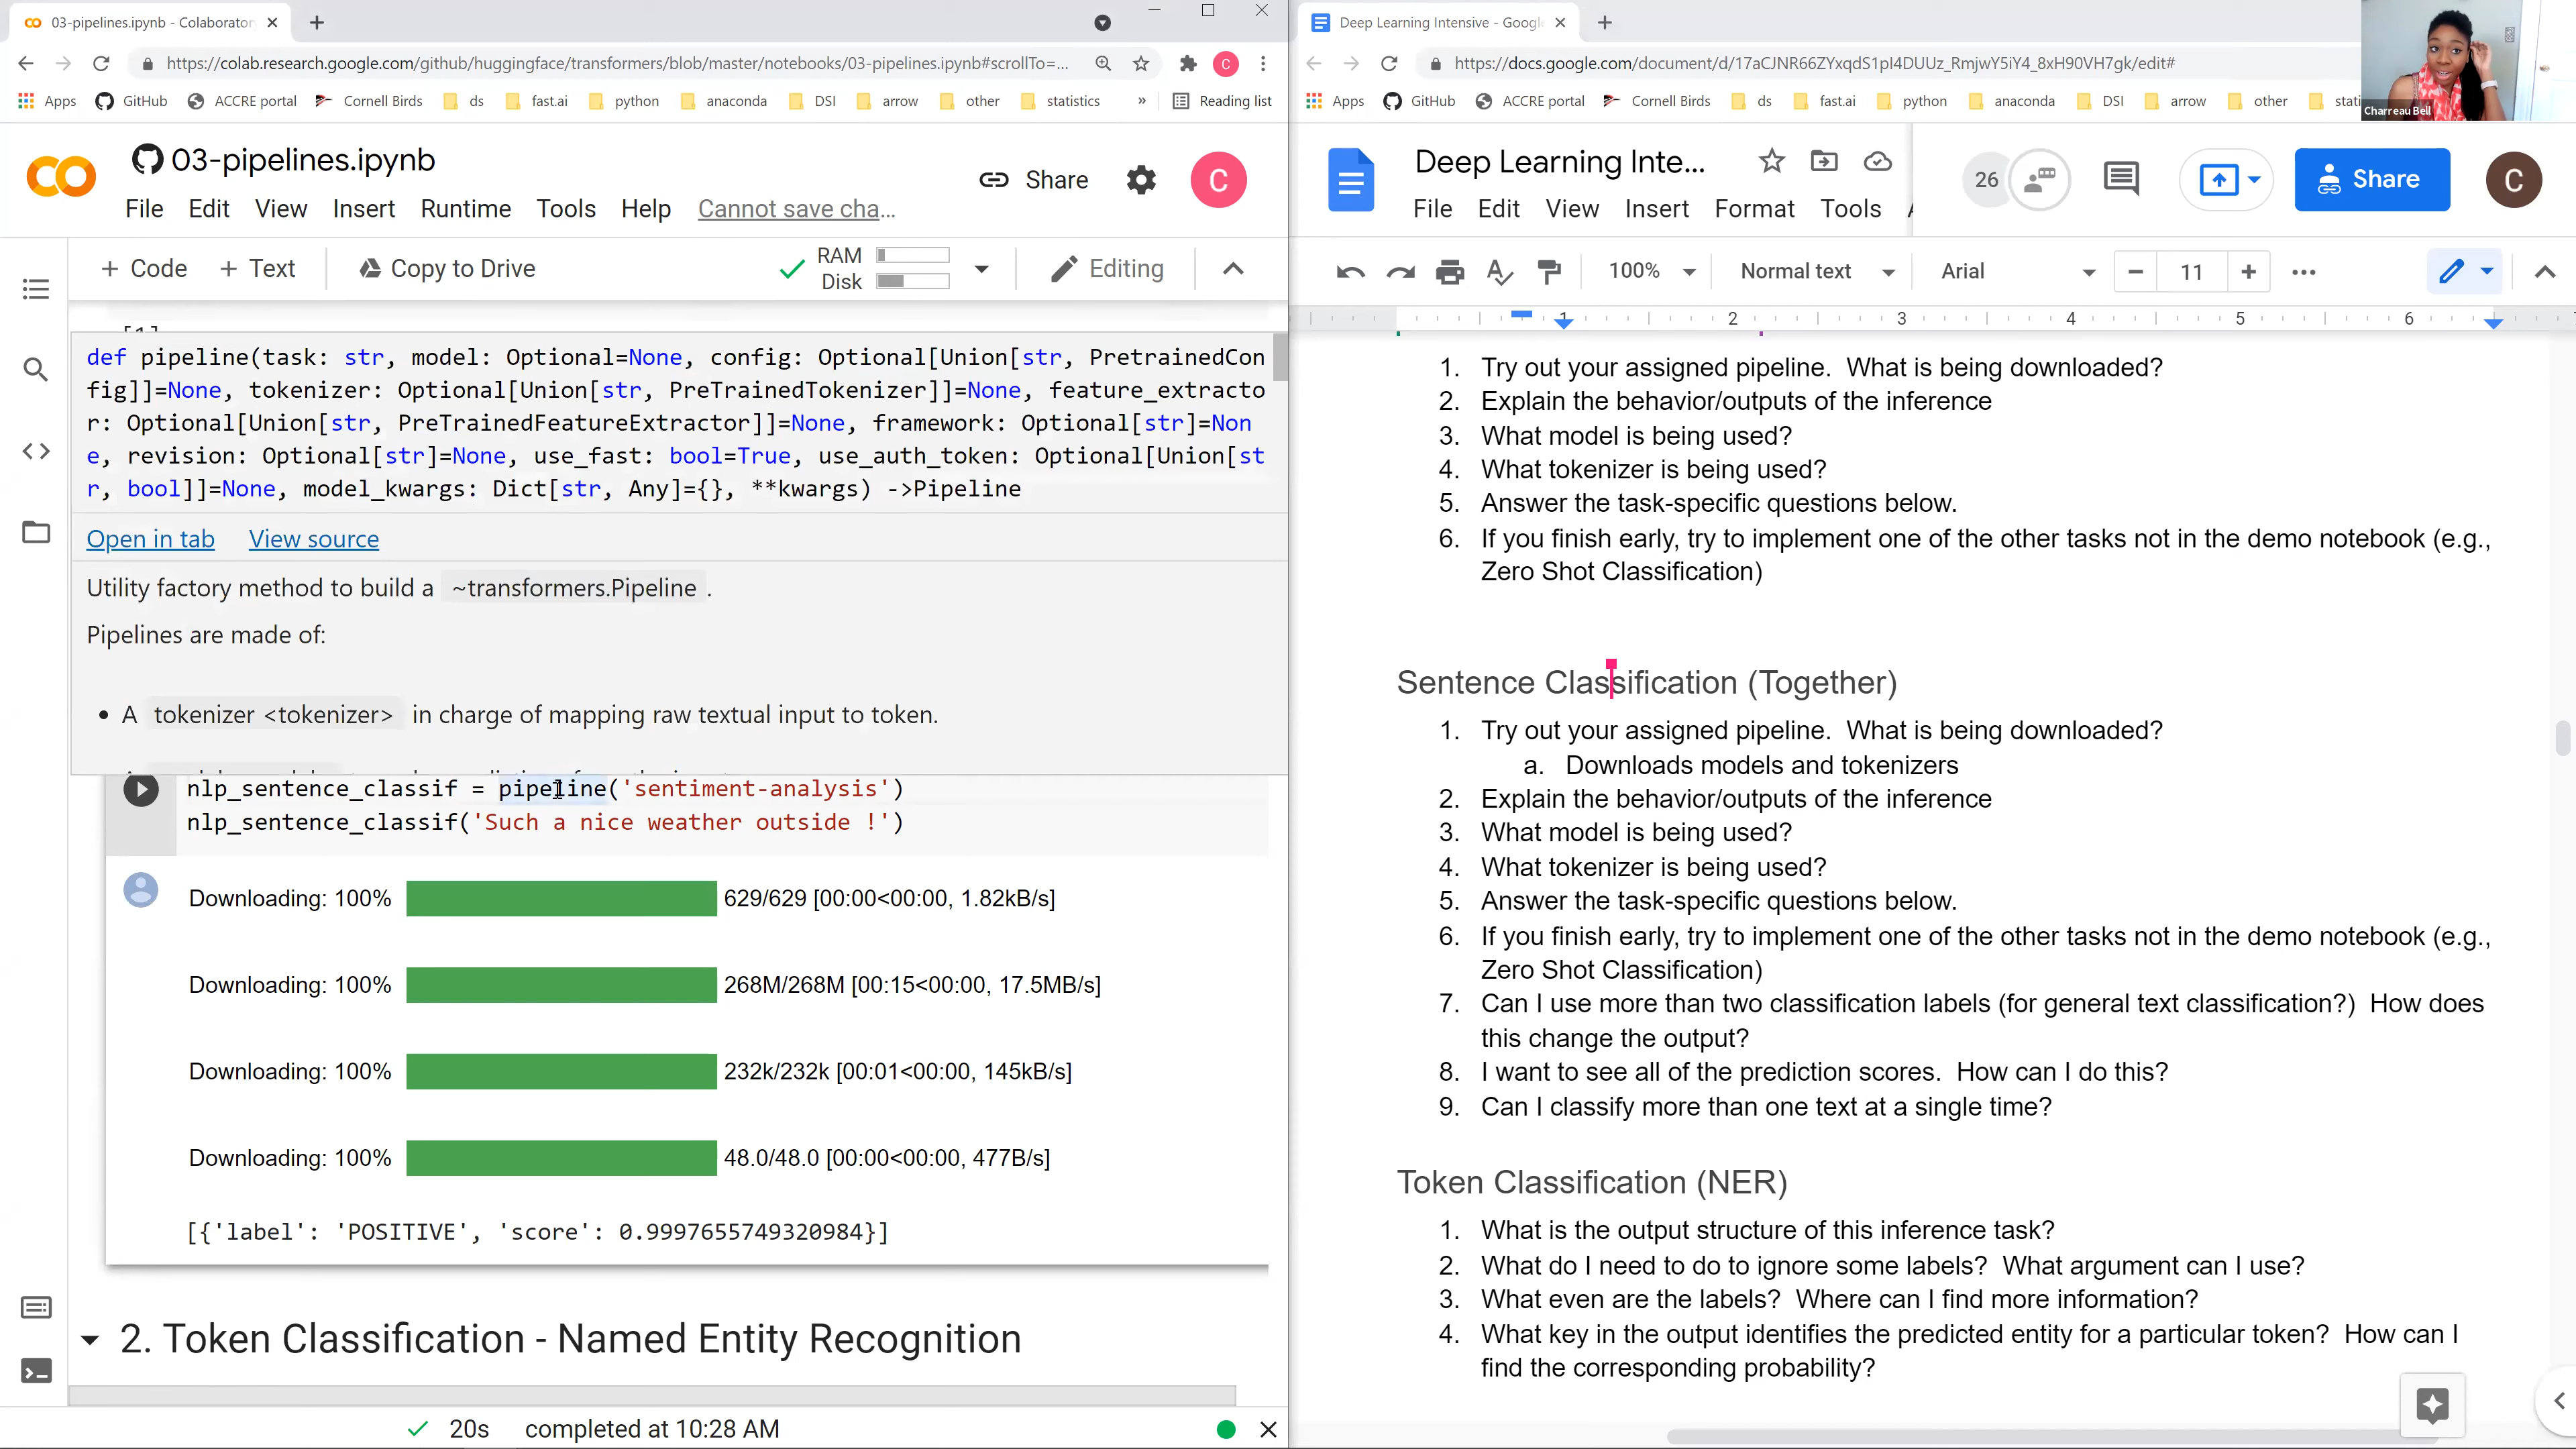 03-pipelines.ipynb - Colaborator
https://colab.research.google.com/github/huggingface/transformers/blob/master/notebooks/03-pipelines.ipynb#scrollTo=...
Apps GitHub ACCRE portal Cornell Birds ds fast.ai python anaconda DSI arrow other statistics » Reading list
03-pipelines.ipynb
Share
C
File Edit View Insert Runtime Tools Help Cannot save cha...
+ Code + Text Copy to Drive
RAM
Disk
Editing
def pipeline(task: str, model: Optional=None, config: Optional[Union[str, PretrainedCon
fig]]=None, tokenizer: Optional[Union[str, PreTrainedTokenizer]]=None, feature_extracto
r: Optional[Union[str, PreTrainedFeatureExtractor]]=None, framework: Optional[str]=Non
e, revision: Optional[str]=None, use_fast: bool=True, use_auth_token: Optional[Union[st
r, bool]]=None, model_kwargs: Dict[str, Any]={}, **kwargs) ->Pipeline
Open in tab View source
Utility factory method to build a ~transformers.Pipeline .
Pipelines are made of:
• A tokenizer <tokenizer> in charge of mapping raw textual input to token.
nlp_sentence_classif = pipeline('sentiment-analysis')
nlp_sentence_classif('Such a nice weather outside !')
Downloading: 100% 629/629 [00:00<00:00, 1.82kB/s]
Downloading: 100% 268M/268M [00:15<00:00, 17.5MB/s]
Downloading: 100% 232k/232k [00:01<00:00, 145kB/s]
Downloading: 100% 48.0/48.0 [00:00<00:00, 477B/s]
[{'label': 'POSITIVE', 'score': 0.9997655749320984}]
2. Token Classification - Named Entity Recognition
20s completed at 10:28 AM
Deep Learning Intensive - Googl
https://docs.google.com/document/d/17aCJNR66ZYxqdS1pI4DUUz_RmjwY5iY4_8xH90VH7gk/edit#
Apps GitHub ACCRE portal Cornell Birds ds fast.ai python anaconda DSI arrow other stati
Charreau Bell
Deep Learning Inte...
26
Share
C
File Edit View Insert Format Tools
100% Normal text Arial 11
1 2 3 4 5 6
1. Try out your assigned pipeline. What is being downloaded?
2. Explain the behavior/outputs of the inference
3. What model is being used?
4. What tokenizer is being used?
5. Answer the task-specific questions below.
6. If you finish early, try to implement one of the other tasks not in the demo notebook (e.g.,
Zero Shot Classification)
Sentence Classification (Together)
1. Try out your assigned pipeline. What is being downloaded?
a. Downloads models and tokenizers
2. Explain the behavior/outputs of the inference
3. What model is being used?
4. What tokenizer is being used?
5. Answer the task-specific questions below.
6. If you finish early, try to implement one of the other tasks not in the demo notebook (e.g.,
Zero Shot Classification)
7. Can I use more than two classification labels (for general text classification?) How does
this change the output?
8. I want to see all of the prediction scores. How can I do this?
9. Can I classify more than one text at a single time?
Token Classification (NER)
1. What is the output structure of this inference task?
2. What do I need to do to ignore some labels? What argument can I use?
3. What even are the labels? Where can I find more information?
4. What key in the output identifies the predicted entity for a particular token? How can I
find the corresponding probability?